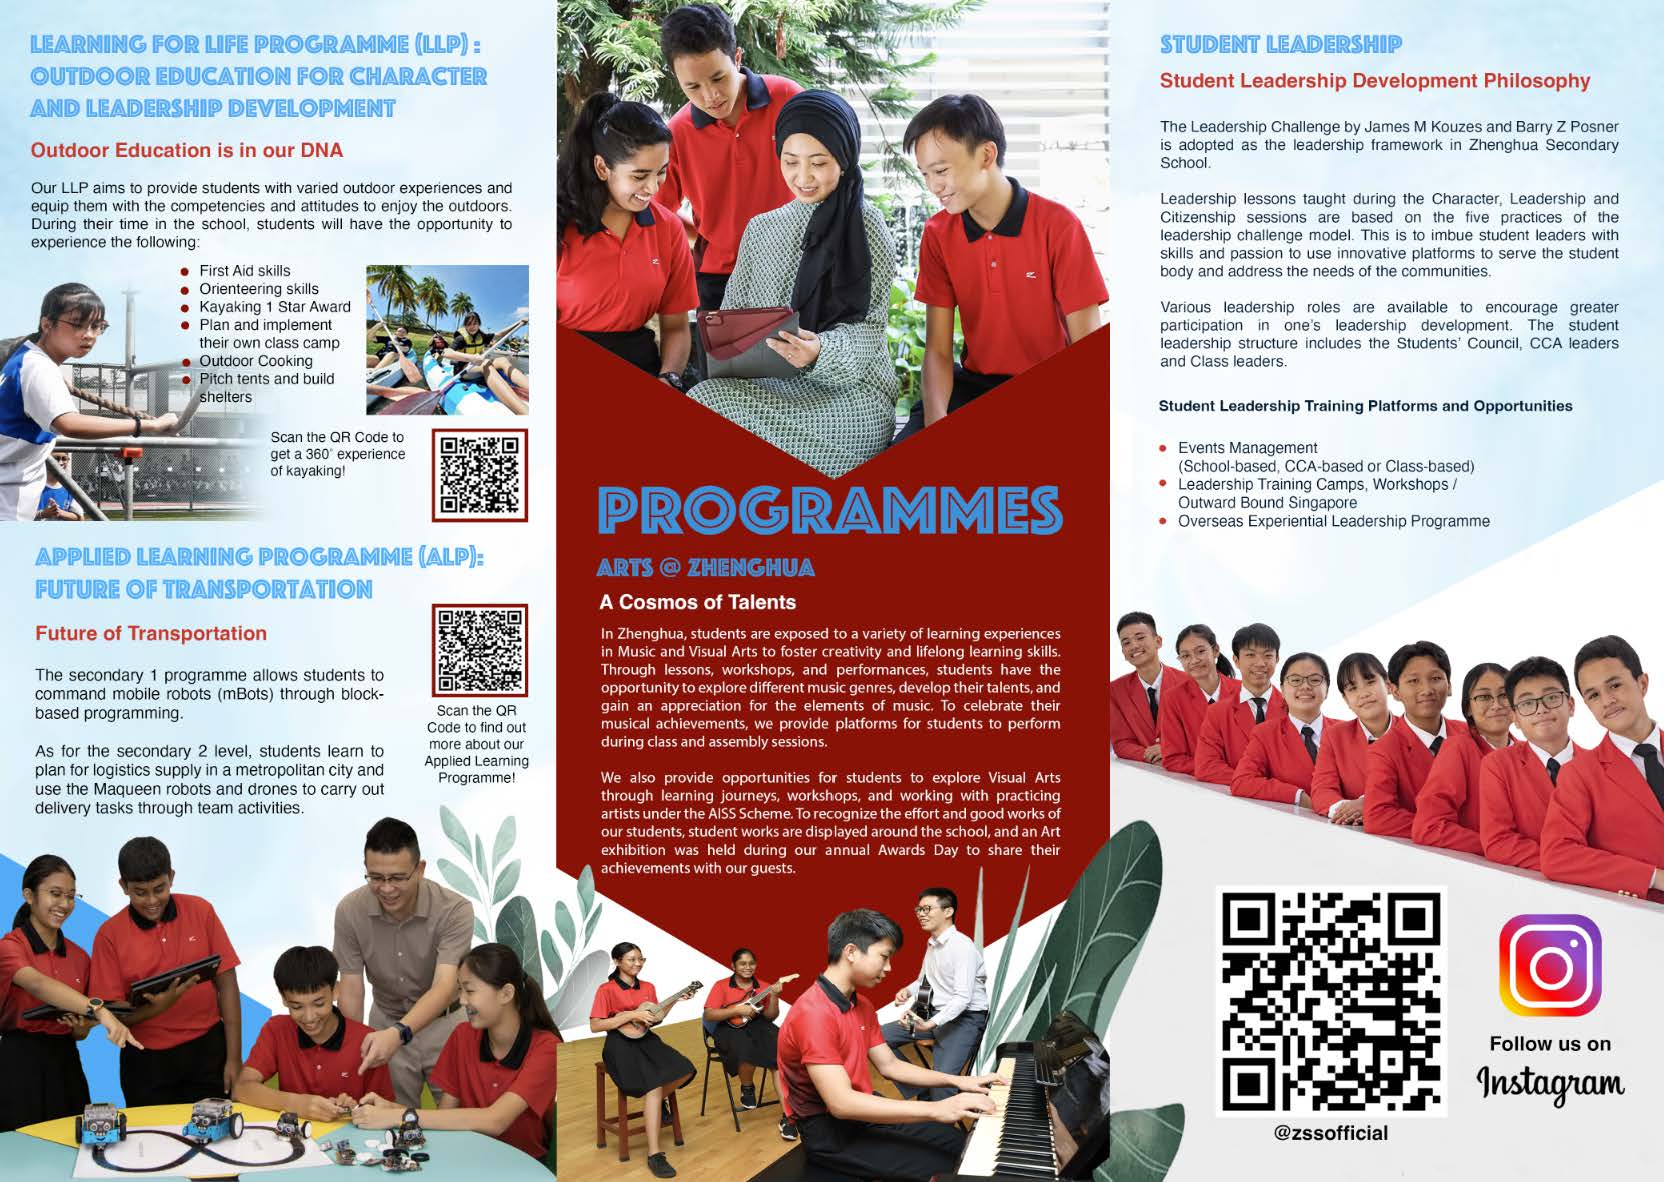 LEARNING FOR LIFE PROGRAMME (LLP) :
OUTDOOR EDUCATION FOR CHARACTER
AND LEADERSHIP DEVELOPMENT
Outdoor Education is in our DNA
Our LLP aims to provide students with varied outdoor experiences and
equip them with the competencies and attitudes to enjoy the outdoors.
During their time in the school, students will have the opportunity to
experience the following:
First Aid skills
Orienteering skills
Kayaking 1 Star Award
Plan and implement
their own class camp
Outdoor Cooking
Pitch tents and build
shelters
Scan the QR Code to
get a 360° experience
of kayaking!
APPLIED LEARNING PROGRAMME (ALP):
FUTURE OF TRANSPORTATION
Future of Transportation
The secondary 1 programme allows students to
command mobile robots (mBots) through block-
based programming.
As for the secondary 2 level, students learn to
plan for logistics supply in a metropolitan city and
use the Maqueen robots and drones to carry out
delivery tasks through team activities.
Scan the QR
Code to find out
more about our
Applied Learning
Programme!
PROGRAMMES
ARTS @ ZHENGHUA
A Cosmos of Talents
In Zhenghua, students are exposed to a variety of learning experiences
in Music and Visual Arts to foster creativity and lifelong learning skills.
Through lessons, workshops, and performances, students have the
opportunity to explore different music genres, develop their talents, and
gain an appreciation for the elements of music. To celebrate their
musical achievements, we provide platforms for students to perform
during class and assembly sessions.
We also provide opportunities for students to explore Visual Arts
through learning journeys, workshops, and working with practicing
artists under the AISS Scheme. To recognize the effort and good works of
our students, student works are displayed around the school, and an Art
exhibition was held during our annual Awards Day to share their
achievements with our guests.
STUDENT LEADERSHIP
Student Leadership Development Philosophy
The Leadership Challenge by James M Kouzes and Barry Z Posner
is adopted as the leadership framework in Zhenghua Secondary
School.
Leadership lessons taught during the Character, Leadership and
Citizenship sessions are based on the five practices of the
leadership challenge model. This is to imbue student leaders with
skills and passion to use innovative platforms to serve the student
body and address the needs of the communities.
Various leadership roles are available to encourage greater
participation in one's leadership development. The student
leadership structure includes the Students' Council, CCA leaders
and Class leaders.
Student Leadership Training Platforms and Opportunities
Events Management
(School-based, CCA-based or Class-based)
Leadership Training Camps, Workshops /
Outward Bound Singapore
Overseas Experiential Leadership Programme
@zssofficial
Follow us on
Instagram